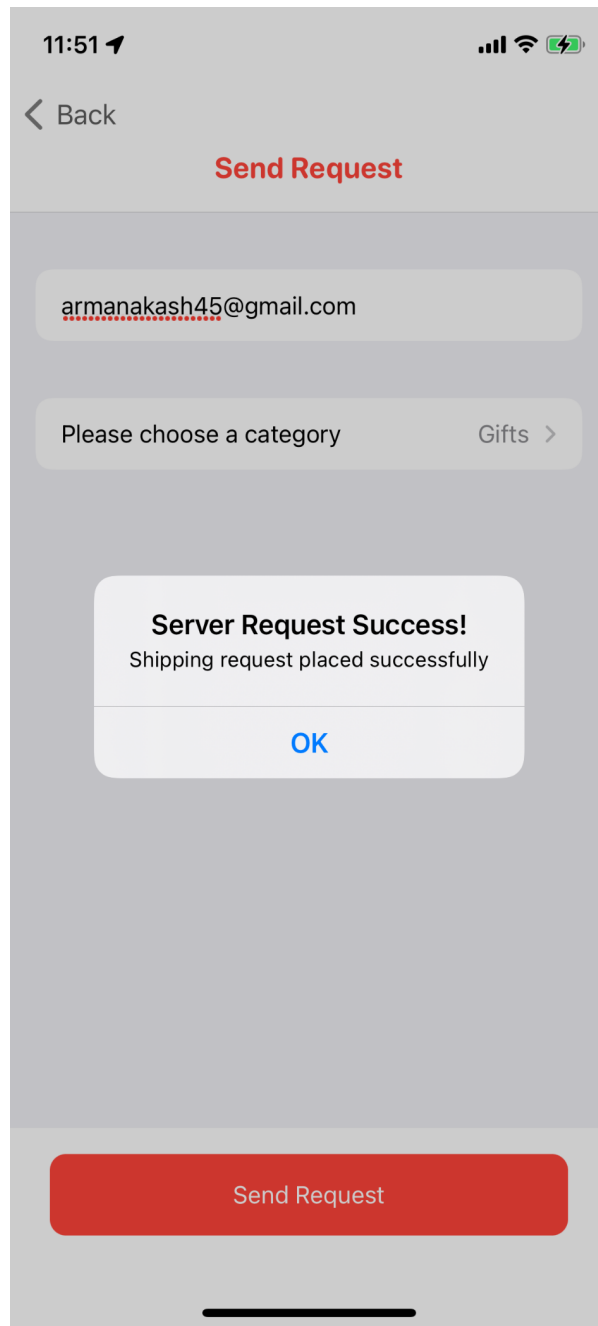 11:51
Back
Send Request
armanakash45@gmail.com
Please choose a category Gifts
Server Request Success!
Shipping request placed successfully
OK
Send Request